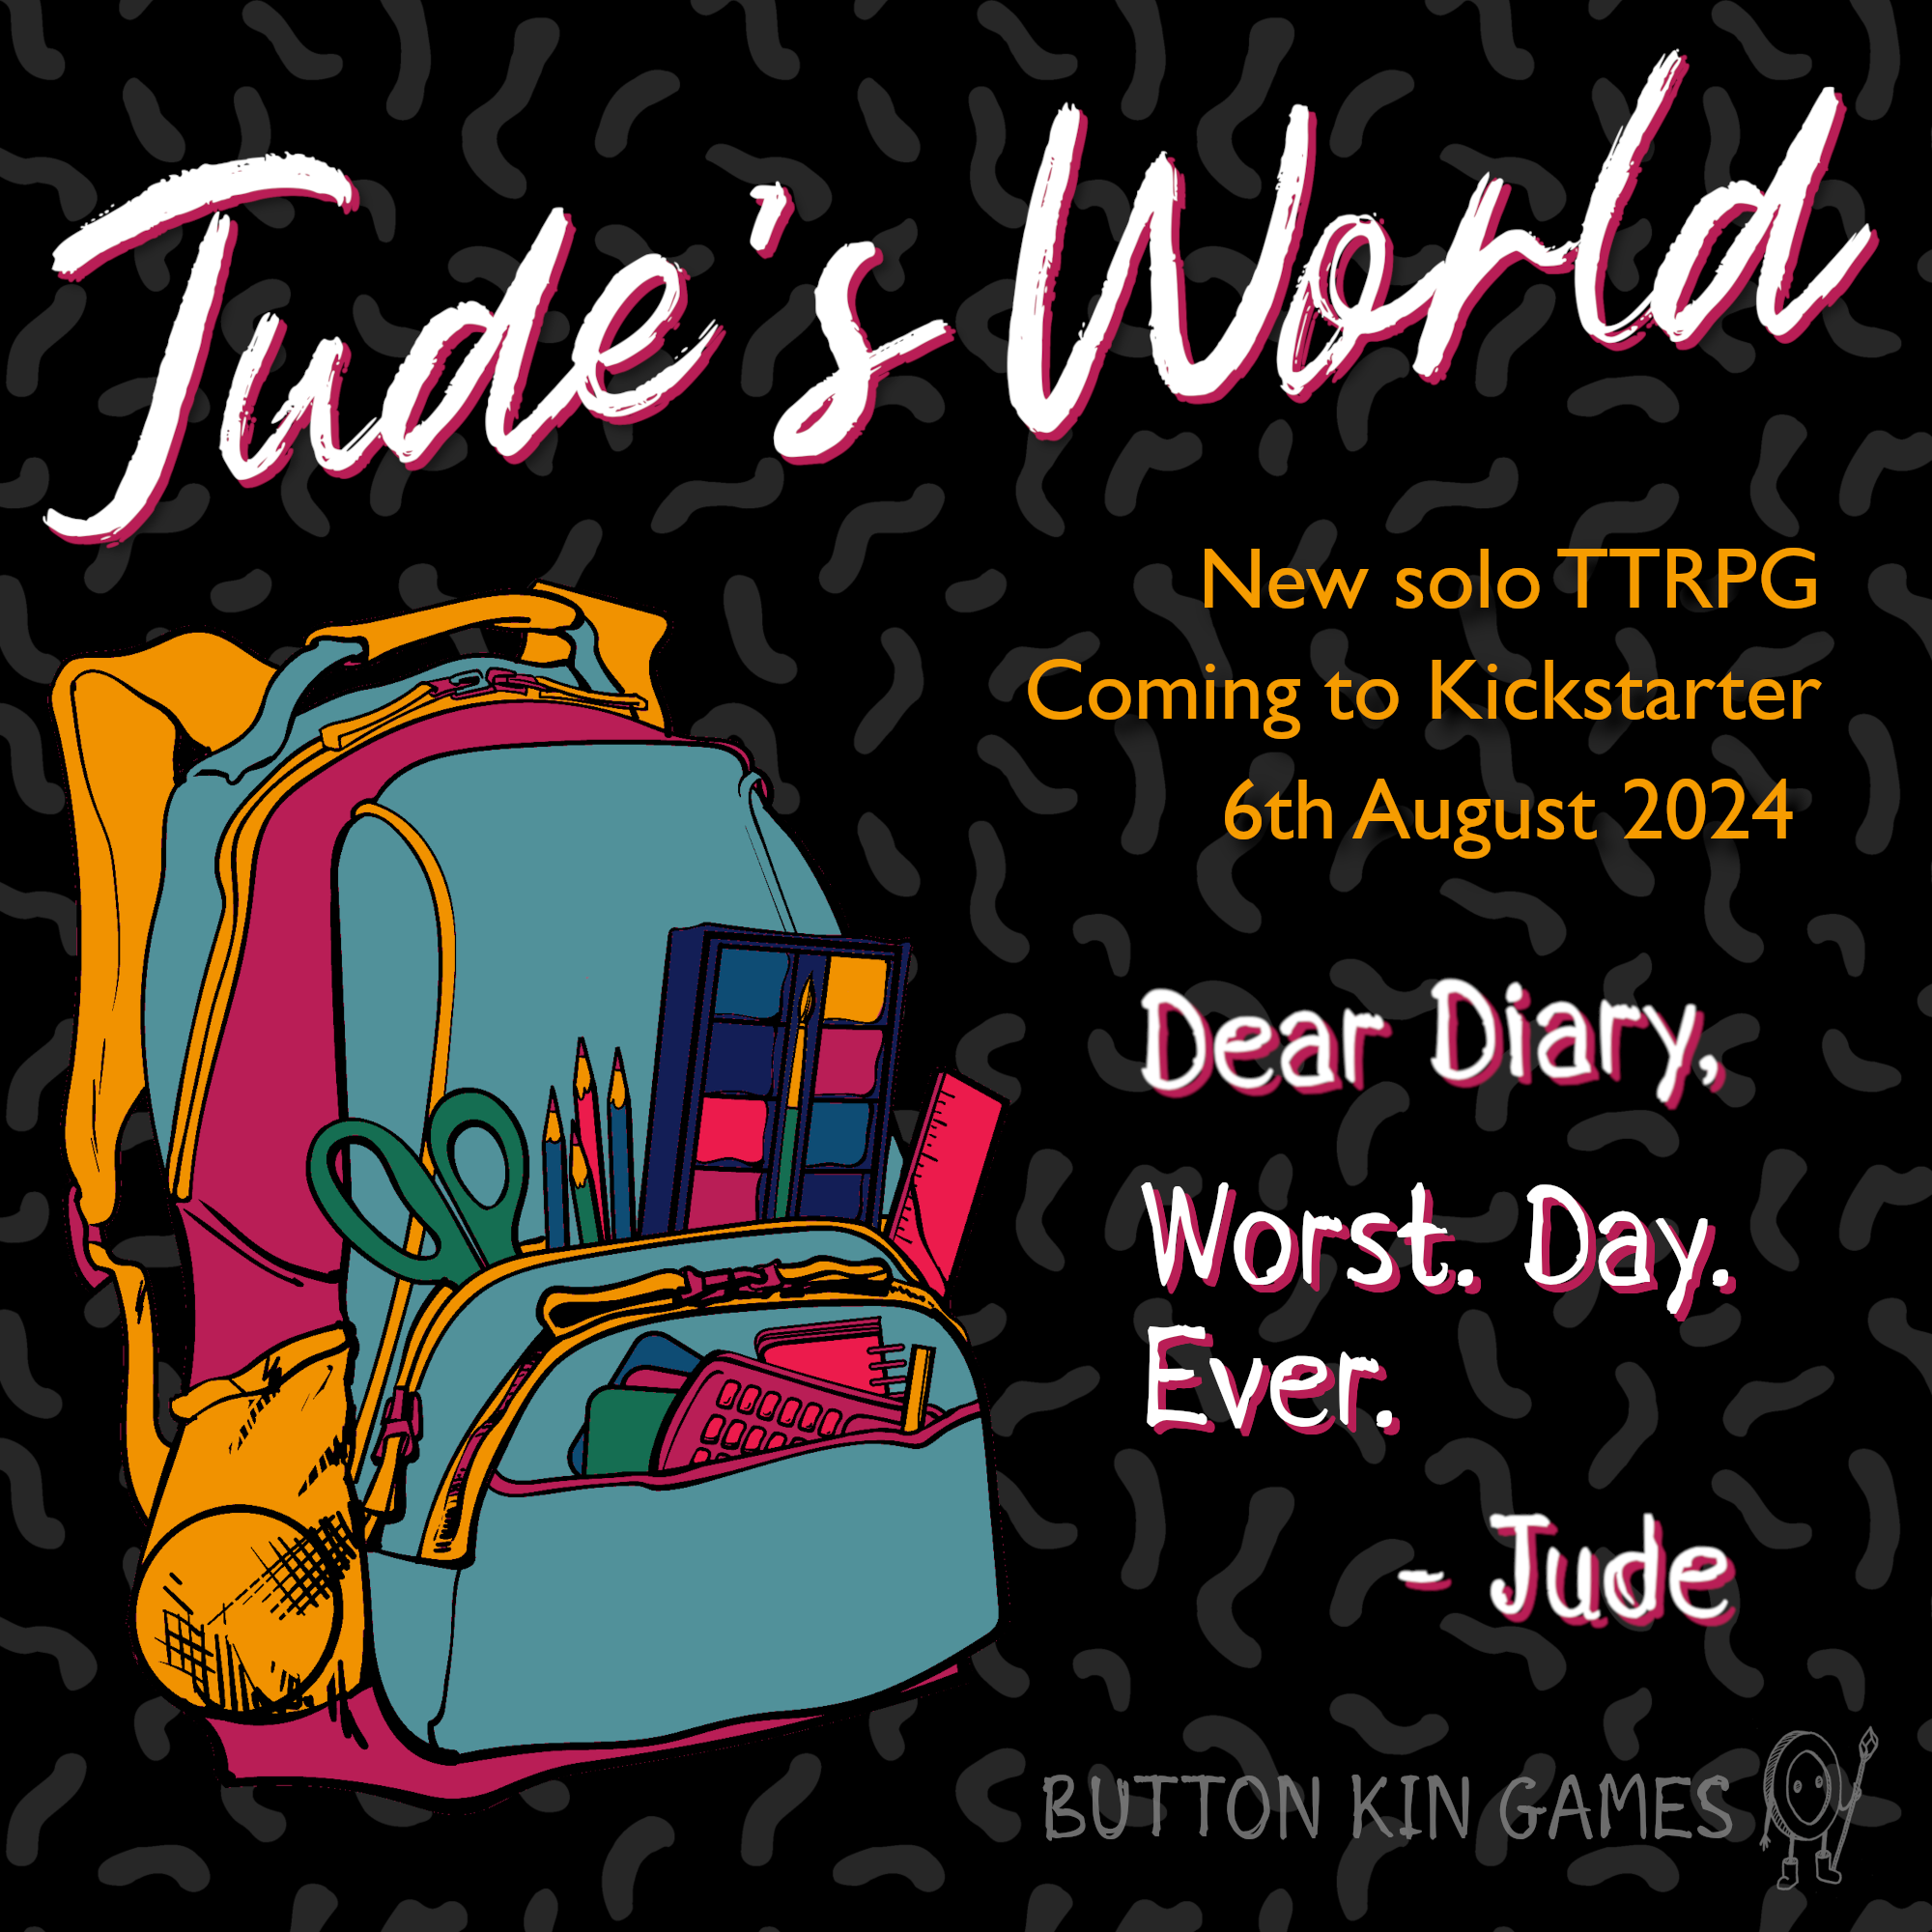 Jude's World
New solo TTRPG
Coming to Kickstarter
6th August 2024
Dear Diary,
Worst. Day.
Ever.
- Jude
BUTTON KIN GAMES